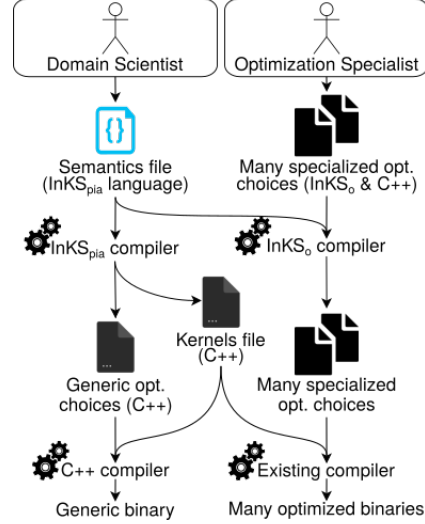 Domain Scientist
Optimization Specialist
{}
Semantics file
(InKSpia language)
Many specialized opt.
choices (InKSo & C++)
InKSpia compiler
InKSo compiler
Kernels file
(C++)
Generic opt.
choices (C++)
Many specialized
opt. choices
C++ compiler
Existing compiler
Generic binary
Many optimized binaries